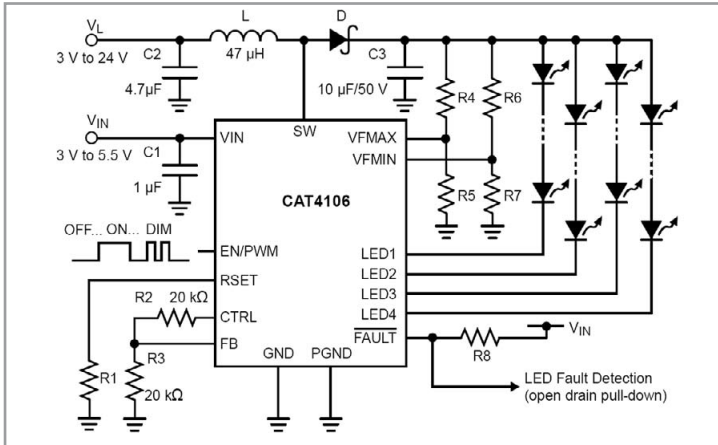 L
D
VL
C2
47 µH
C3
3 V to 24 V
4.7µF
10 µF/50 V
R4
R6
SW
VIN
VIN
VFMAX
3 V to 5.5 V
C1
VFMIN
1 µF
R5
R7
CAT4106
OFF... ON... DIM
EN/PWM
LED1
RSET
LED2
R2
20 kΩ
CTRL
LED3
LED4
FB
FAULT
VIN
R3
GND
PGND
R8
R1
20 kΩ
LED Fault Detection
(open drain pull-down)